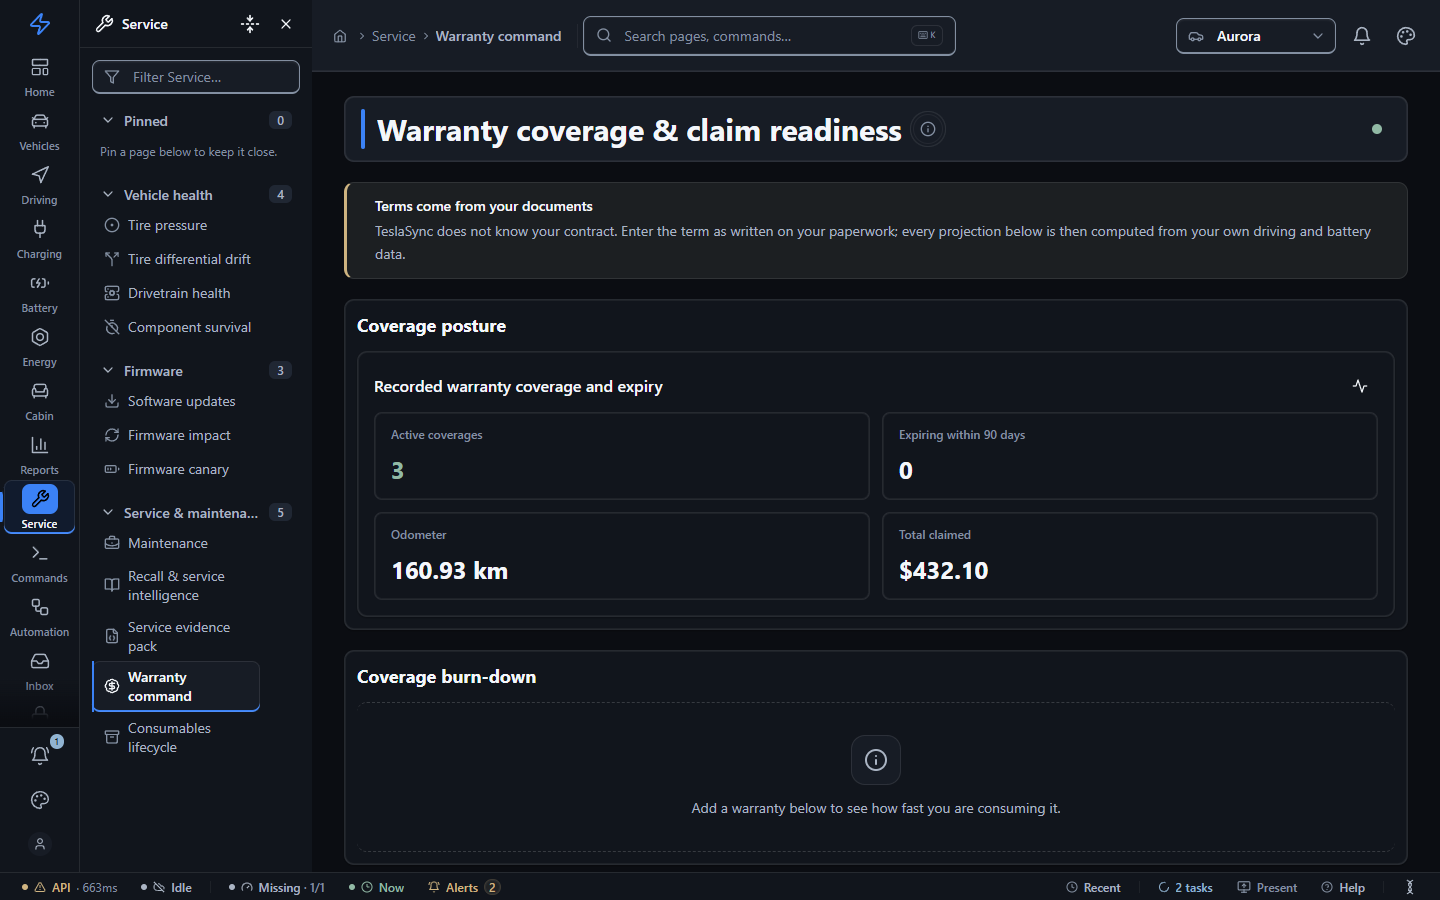 Home
Vehicles
Driving
Charging
Battery
Energy
Cabin
Reports
Service
Commands
Automation
Inbox
1
Service
Filter Service...
Pinned 0
Pin a page below to keep it close.
Vehicle health 4
Tire pressure
Tire differential drift
Drivetrain health
Component survival
Firmware 3
Software updates
Firmware impact
Firmware canary
Service & maintena... 5
Maintenance
Recall & service
intelligence
Service evidence
pack
Warranty
command
Consumables
lifecycle
Service
Warranty command
Search pages, commands...
K
Aurora
Warranty coverage & claim readiness
Terms come from your documents
TeslaSync does not know your contract. Enter the term as written on your paperwork; every projection below is then computed from your own driving and battery
data.
Coverage posture
Recorded warranty coverage and expiry
Active coverages
3
Expiring within 90 days
0
Odometer
160.93 km
Total claimed
$432.10
Coverage burn-down
Add a warranty below to see how fast you are consuming it.
API · 663ms
Idle
Missing · 1/1
Now
Alerts 2
Recent
2 tasks
Present
Help